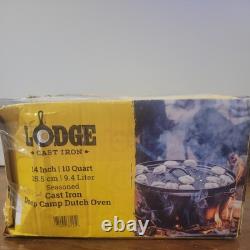 LODGE
CAST IRON
14 Inch | 10 Quart
35.5 cm | 9.4 Liter
Seasoned
Cast Iron
Deep Camp Dutch Oven
ebay